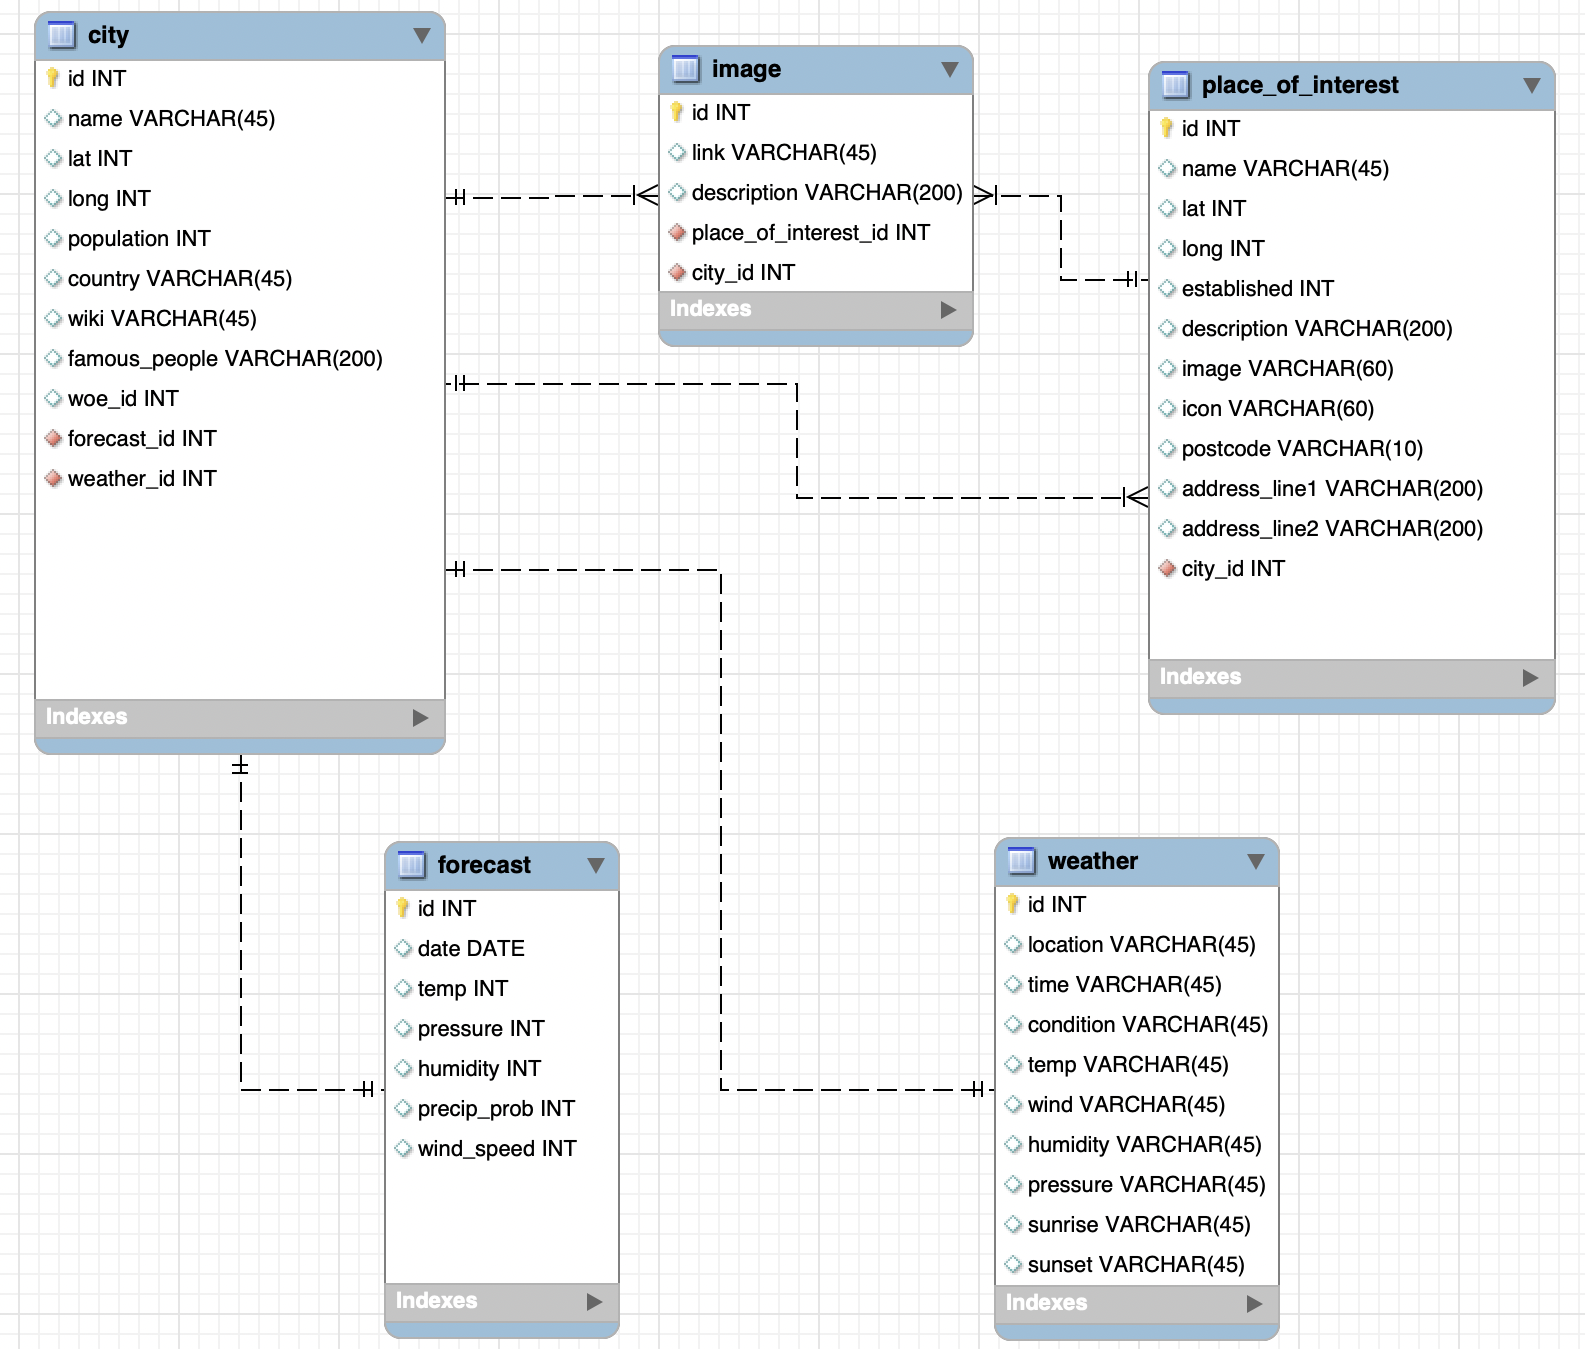 city
id INT
name VARCHAR(45)
lat INT
long INT
population INT
country VARCHAR(45)
wiki VARCHAR(45)
famous_people VARCHAR(200)
woe_id INT
forecast_id INT
weather_id INT
Indexes
image
id INT
link VARCHAR(45)
description VARCHAR(200)
place_of_interest_id INT
city_id INT
Indexes
place_of_interest
id INT
name VARCHAR(45)
lat INT
long INT
established INT
description VARCHAR(200)
image VARCHAR(60)
icon VARCHAR(60)
postcode VARCHAR(10)
address_line1 VARCHAR(200)
address_line2 VARCHAR(200)
city_id INT
Indexes
forecast
id INT
date DATE
temp INT
pressure INT
humidity INT
precip_prob INT
wind_speed INT
Indexes
weather
id INT
location VARCHAR(45)
time VARCHAR(45)
condition VARCHAR(45)
temp VARCHAR(45)
wind VARCHAR(45)
humidity VARCHAR(45)
pressure VARCHAR(45)
sunrise VARCHAR(45)
sunset VARCHAR(45)
Indexes